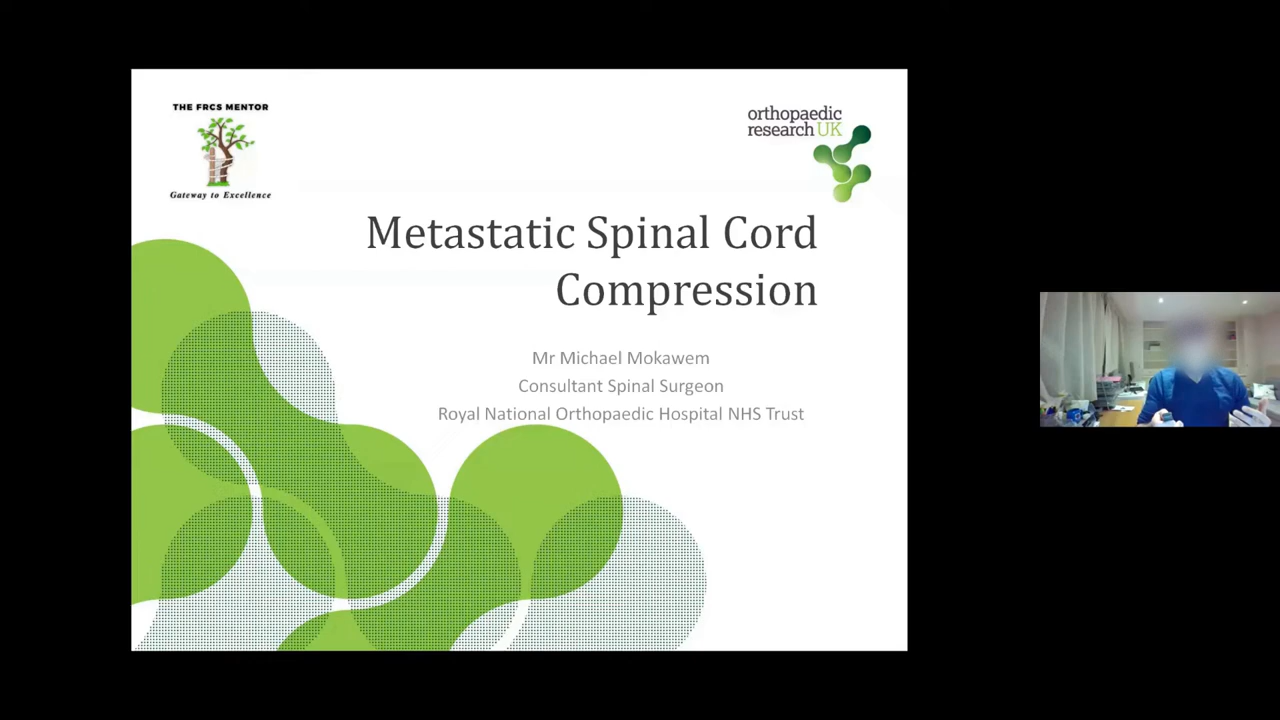 THE FRCS MENTOR
Gateway to Excellence
orthopaedic
research UK
Metastatic Spinal Cord
Compression
Mr Michael Mokawem
Consultant Spinal Surgeon
Royal National Orthopaedic Hospital NHS Trust